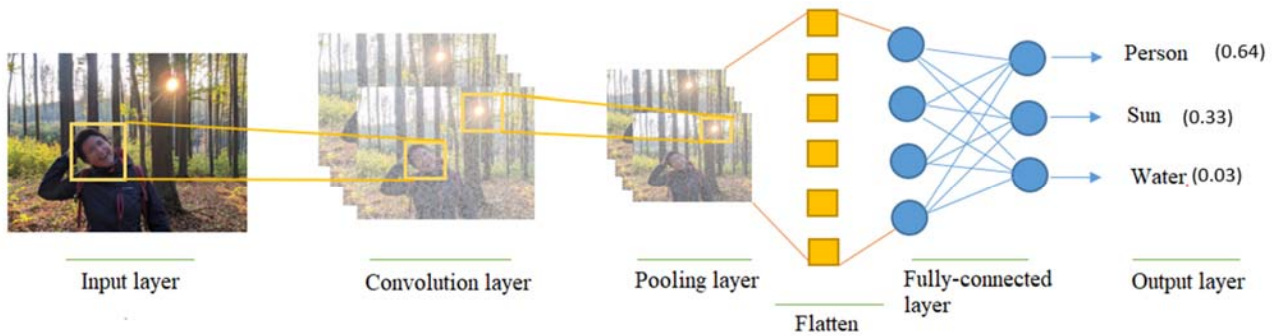 Person (0.64)
Sun (0.33)
Water (0.03)
Input layer
Convolution layer
Pooling layer
Flatten
Fully-connected
layer
Output layer